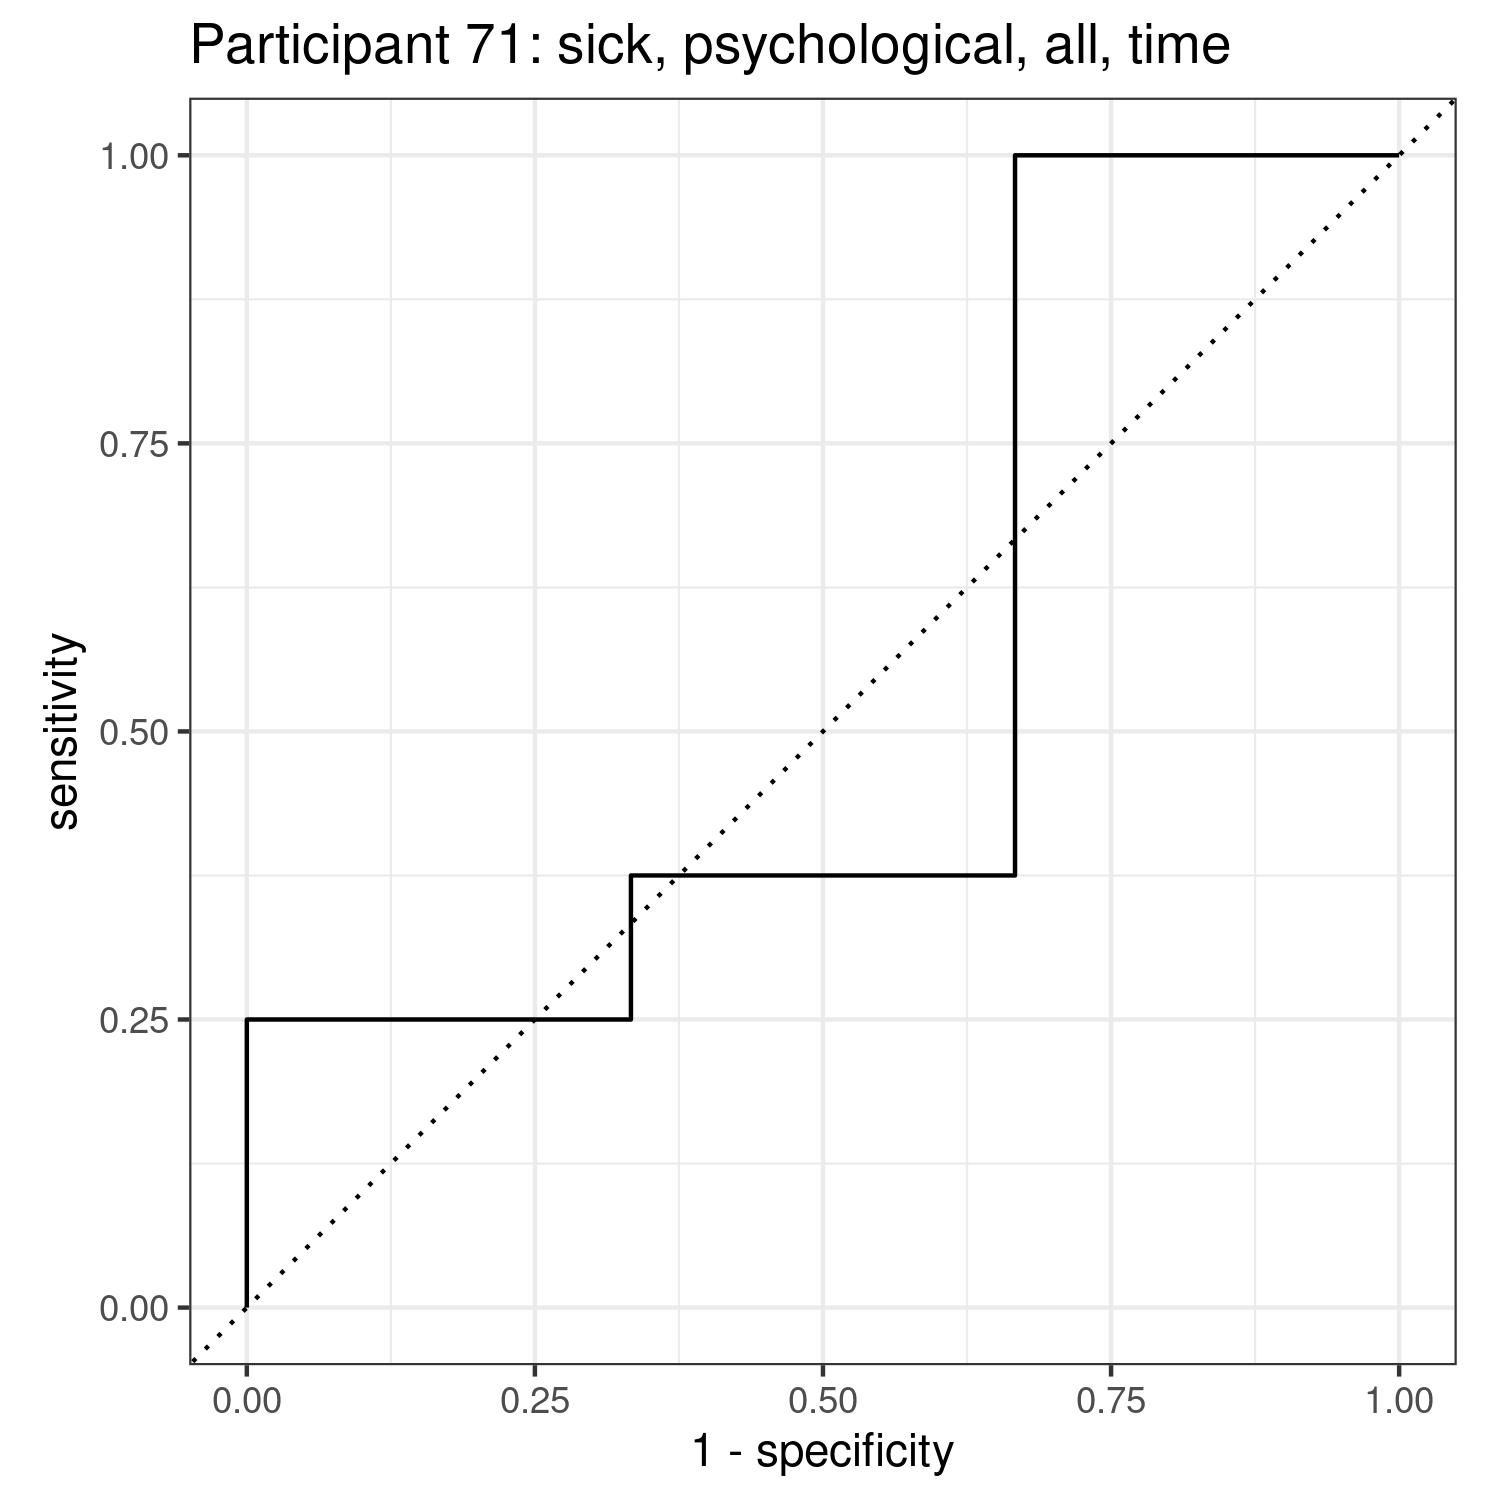 Participant 71: sick, psychological, all, time
1.00
0.75
0.50
0.25
0.00
sensitivity
0.00 0.25 0.50 0.75 1.00
1 - specificity